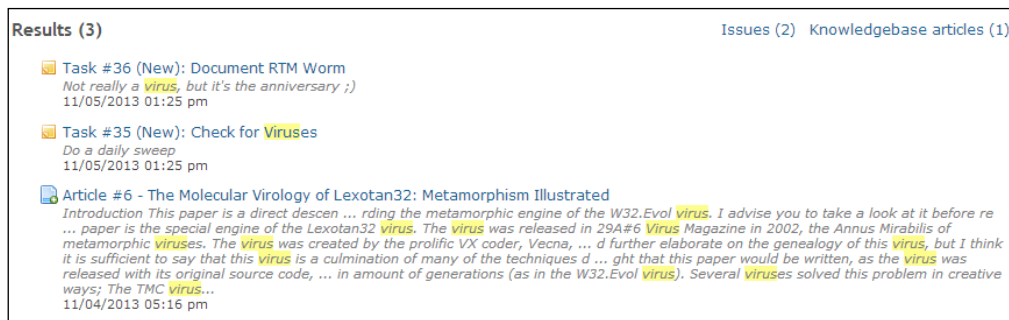 Results (3)
Issues (2) Knowledgebase articles (1)
Task #36 (New): Document RTM Worm
Not really a virus, but it's the anniversary ;)
11/05/2013 01:25 pm
Task #35 (New): Check for Viruses
Do a daily sweep
11/05/2013 01:25 pm
Article #6 - The Molecular Virology of Lexotan32: Metamorphism Illustrated
Introduction This paper is a direct descen ... rding the metamorphic engine of the W32.Evol virus. I advise you to take a look at it before re
... paper is the special engine of the Lexotan32 virus. The virus was released in 29A#6 Virus Magazine in 2002, the Annus Mirabilis of
metamorphic viruses. The virus was created by the prolific VX coder, Vecna, ... d further elaborate on the genealogy of this virus, but I think
it is sufficient to say that this virus is a culmination of many of the techniques d ... ght that this paper would be written, as the virus was
released with its original source code, ... in amount of generations (as in the W32.Evol virus). Several viruses solved this problem in creative
ways; The TMC virus...
11/04/2013 05:16 pm